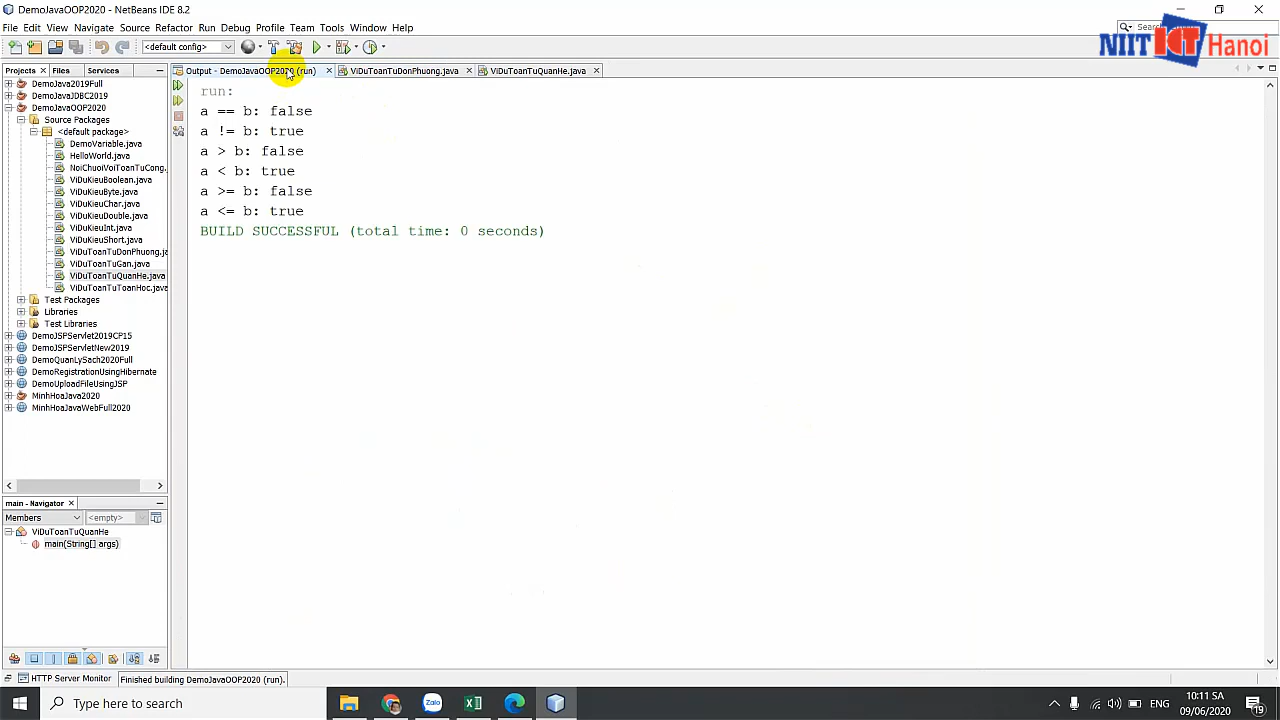 DemoJavaOOP2020 - NetBeans IDE 8.2
File Edit View Navigate Source Refactor Run Debug Profile Team Tools Window Help
<default config>
NIIT ICT Hanoi
Projects Files Services
Output - DemoJavaOOP2020 (run) ViDuToanTuDonPhuong.java ViDuToanTuQuanHe.java
DemoJava2019Full
DemoJavaJDBC2019
DemoJavaOOP2020
Source Packages
<default package>
DemoVariable.java
HelloWorld.java
NoiChuoiVoiToanTuCong.
ViDuKieuBoolean.java
ViDuKieuByte.java
ViDuKieuChar.java
ViDuKieuDouble.java
ViDuKieuInt.java
ViDuKieuShort.java
ViDuToanTuDonPhuong.ja
ViDuToanTuGan.java
ViDuToanTuQuanHe.java
ViDuToanTuToanHoc.java
Test Packages
Libraries
Test Libraries
DemoJSPServlet2019CP15
DemoJSPServletNew2019
DemoQuanLySach2020Full
DemoRegistrationUsingHibernate
DemoUploadFileUsingJSP
MinhHoaJava2020
MinhHoaJavaWebFull2020
run:
a == b: false
a != b: true
a > b: false
a < b: true
a >= b: false
a <= b: true
BUILD SUCCESSFUL (total time: 0 seconds)
main - Navigator
Members <empty>
ViDuToanTuQuanHe
main(String[] args)
HTTP Server Monitor Finished building DemoJavaOOP2020 (run).
Type here to search
Zalo
ENG
10:11 SA
09/06/2020
19